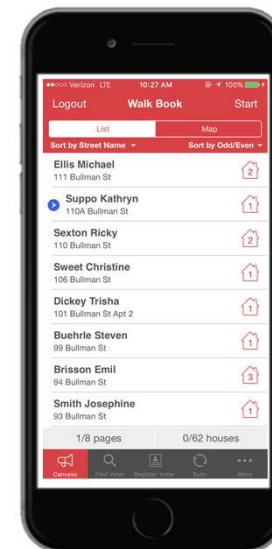 Verizon LTE 10:27 AM 100%
Logout Walk Book Start
List Map
Sort by Street Name Sort by Odd/Even
Ellis Michael
111 Bullman St
2
Suppo Kathryn
110A Bullman St
1
Sexton Ricky
110 Bullman St
2
Sweet Christine
106 Bullman St
1
Dickey Trisha
101 Bullman St Apt 2
1
Buehrle Steven
99 Bullman St
1
Brisson Emil
94 Bullman St
3
Smith Josephine
93 Bullman St
1
1/8 pages 0/62 houses
Canvass Find Voter Register Voter Sync More